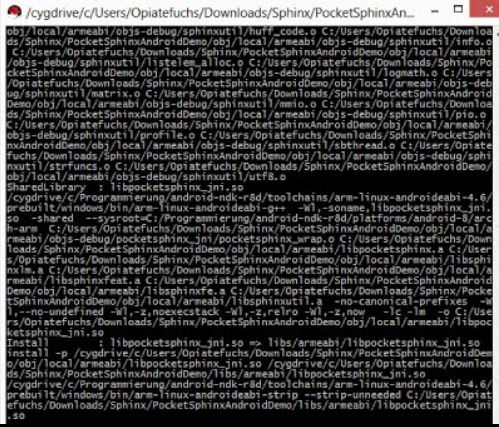 /cygdrive/c/Users/Opiatefuchs/Downloads/Sphinx/PocketSphinxAn...
obj/local/armeabi/objs-debug/sphinxutil/huff_code.o C:/Users/Opiatefuchs/Downloa
ds/Sphinx/PocketSphinxAndroidDemo/obj/local/armeabi/objs-debug/sphinxutil/info.o
C:/Users/Opiatefuchs/Downloads/Sphinx/PocketSphinxAndroidDemo/obj/local/armeabi
/objs-debug/sphinxutil/listelem_alloc.o C:/Users/Opiatefuchs/Downloads/Sphinx/Po
cketSphinxAndroidDemo/obj/local/armeabi/objs-debug/sphinxutil/logmath.o C:/Users
/Opiatefuchs/Downloads/Sphinx/PocketSphinxAndroidDemo/obj/local/armeabi/objs-deb
ug/sphinxutil/matrix.o C:/Users/Opiatefuchs/Downloads/Sphinx/PocketSphinxAndroid
Demo/obj/local/armeabi/objs-debug/sphinxutil/mmio.o C:/Users/Opiatefuchs/Downloa
ds/Sphinx/PocketSphinxAndroidDemo/obj/local/armeabi/objs-debug/sphinxutil/pio.o
C:/Users/Opiatefuchs/Downloads/Sphinx/PocketSphinxAndroidDemo/obj/local/armeabi/
objs-debug/sphinxutil/profile.o C:/Users/Opiatefuchs/Downloads/Sphinx/PocketSphi
nxAndroidDemo/obj/local/armeabi/objs-debug/sphinxutil/sbthread.o C:/Users/Opiate
fuchs/Downloads/Sphinx/PocketSphinxAndroidDemo/obj/local/armeabi/objs-debug/sphi
nxutil/strfuncs.o C:/Users/Opiatefuchs/Downloads/Sphinx/PocketSphinxAndroidDemo/
obj/local/armeabi/objs-debug/sphinxutil/utf8.o
SharedLibrary : libpocketsphinx_jni.so
/cygdrive/c/Programmierung/android-ndk-r8d/toolchains/arm-linux-androideabi-4.6/
prebuilt/windows/bin/arm-linux-androideabi-g++ -Wl,-soname,libpocketsphinx_jni.
so -shared --sysroot=C:/Programmierung/android-ndk-r8d/platforms/android-8/arc
h-arm C:/Users/Opiatefuchs/Downloads/Sphinx/PocketSphinxAndroidDemo/obj/local/a
rmeabi/objs-debug/pocketsphinx_jni/pocketsphinx_wrap.o C:/Users/Opiatefuchs/Down
loads/Sphinx/PocketSphinxAndroidDemo/obj/local/armeabi/libpocketsphinx.a C:/User
s/Opiatefuchs/Downloads/Sphinx/PocketSphinxAndroidDemo/obj/local/armeabi/libsphi
nxlm.a C:/Users/Opiatefuchs/Downloads/Sphinx/PocketSphinxAndroidDemo/obj/local/a
rmeabi/libsphinxfeat.a C:/Users/Opiatefuchs/Downloads/Sphinx/PocketSphinxAndroid
Demo/obj/local/armeabi/libsphinxfe.a C:/Users/Opiatefuchs/Downloads/Sphinx/Pocke
tSphinxAndroidDemo/obj/local/armeabi/libsphinxutil.a -no-canonical-prefixes -W
l,--no-undefined -Wl,-z,noexecstack -Wl,-z,relro -Wl,-z,now -lc -lm -o C:/Use
rs/Opiatefuchs/Downloads/Sphinx/PocketSphinxAndroidDemo/obj/local/armeabi/libpoc
ketsphinx_jni.so
Install : libpocketsphinx_jni.so => libs/armeabi/libpocketsphinx_jni.so
install -p /cygdrive/c/Users/Opiatefuchs/Downloads/Sphinx/PocketSphinxAndroidDem
o/obj/local/armeabi/libpocketsphinx_jni.so /cygdrive/c/Users/Opiatefuchs/Downloa
ds/Sphinx/PocketSphinxAndroidDemo/libs/armeabi/libpocketsphinx_jni.so
/cygdrive/c/Programmierung/android-ndk-r8d/toolchains/arm-linux-androideabi-4.6/
prebuilt/windows/bin/arm-linux-androideabi-strip --strip-unneeded C:/Users/Opiat
efuchs/Downloads/Sphinx/PocketSphinxAndroidDemo/libs/armeabi/libpocketsphinx_jni
.so